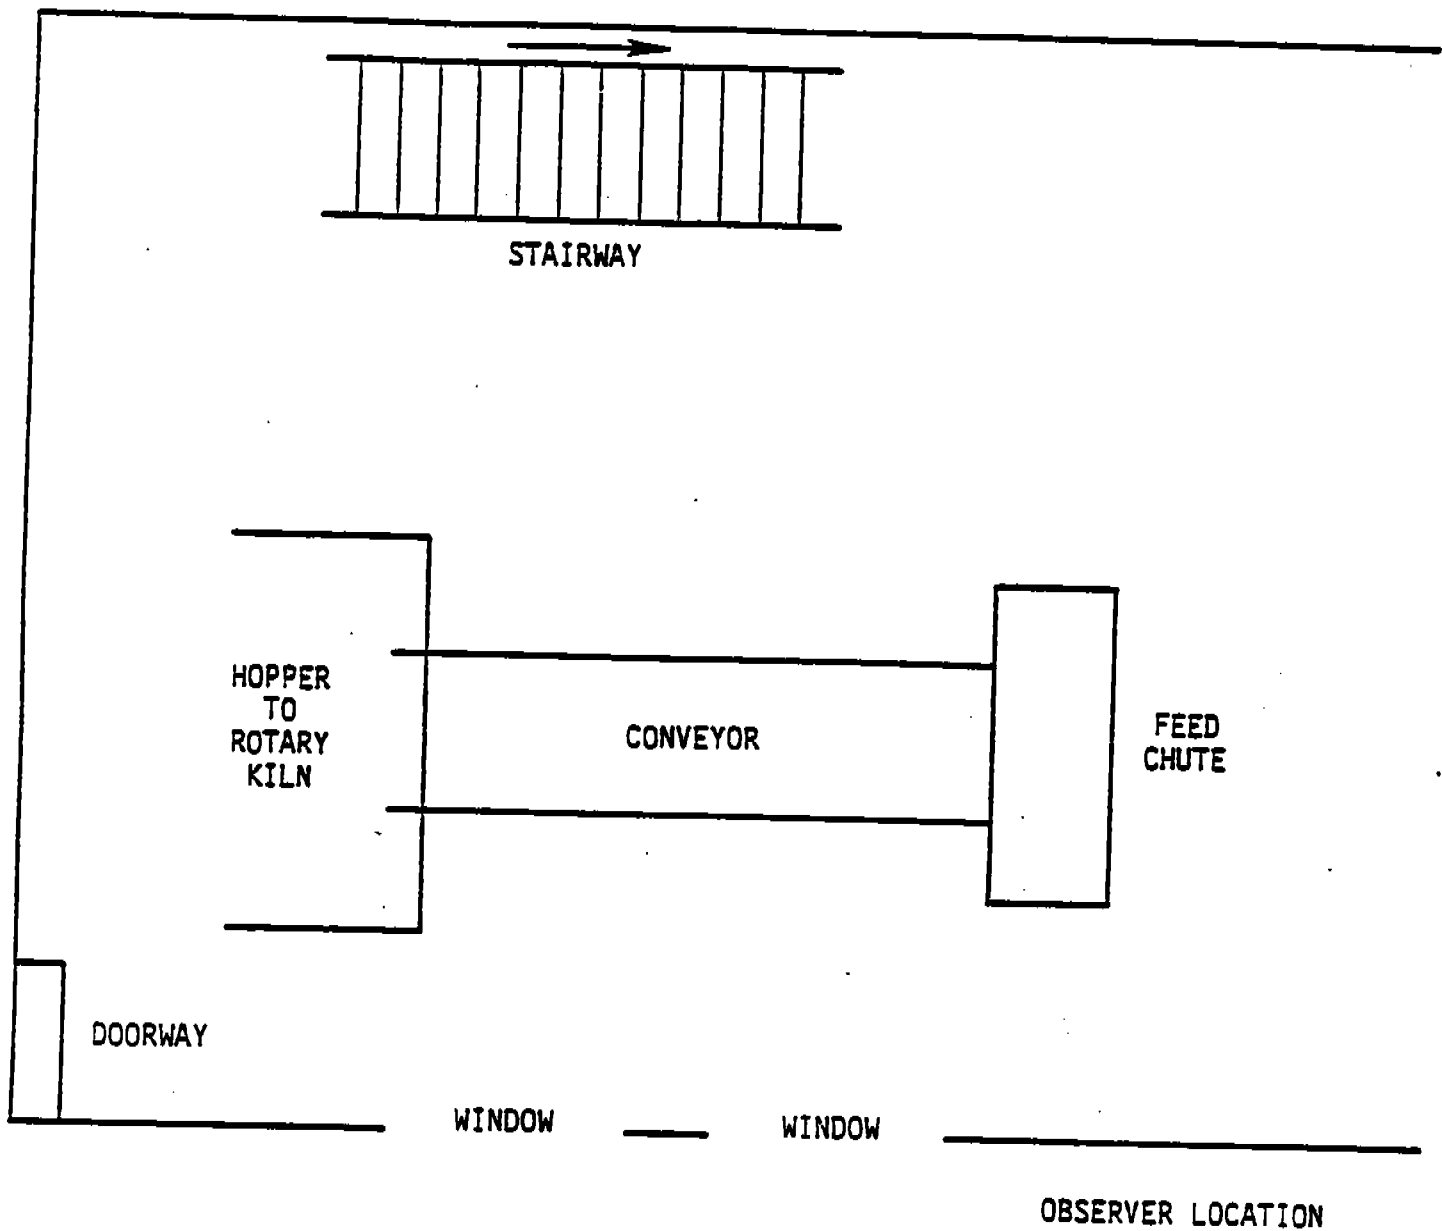 STAIRWAY
HOPPER
TO
ROTARY
KILN
CONVEYOR
FEED
CHUTE
DOORWAY
WINDOW
WINDOW
OBSERVER LOCATION